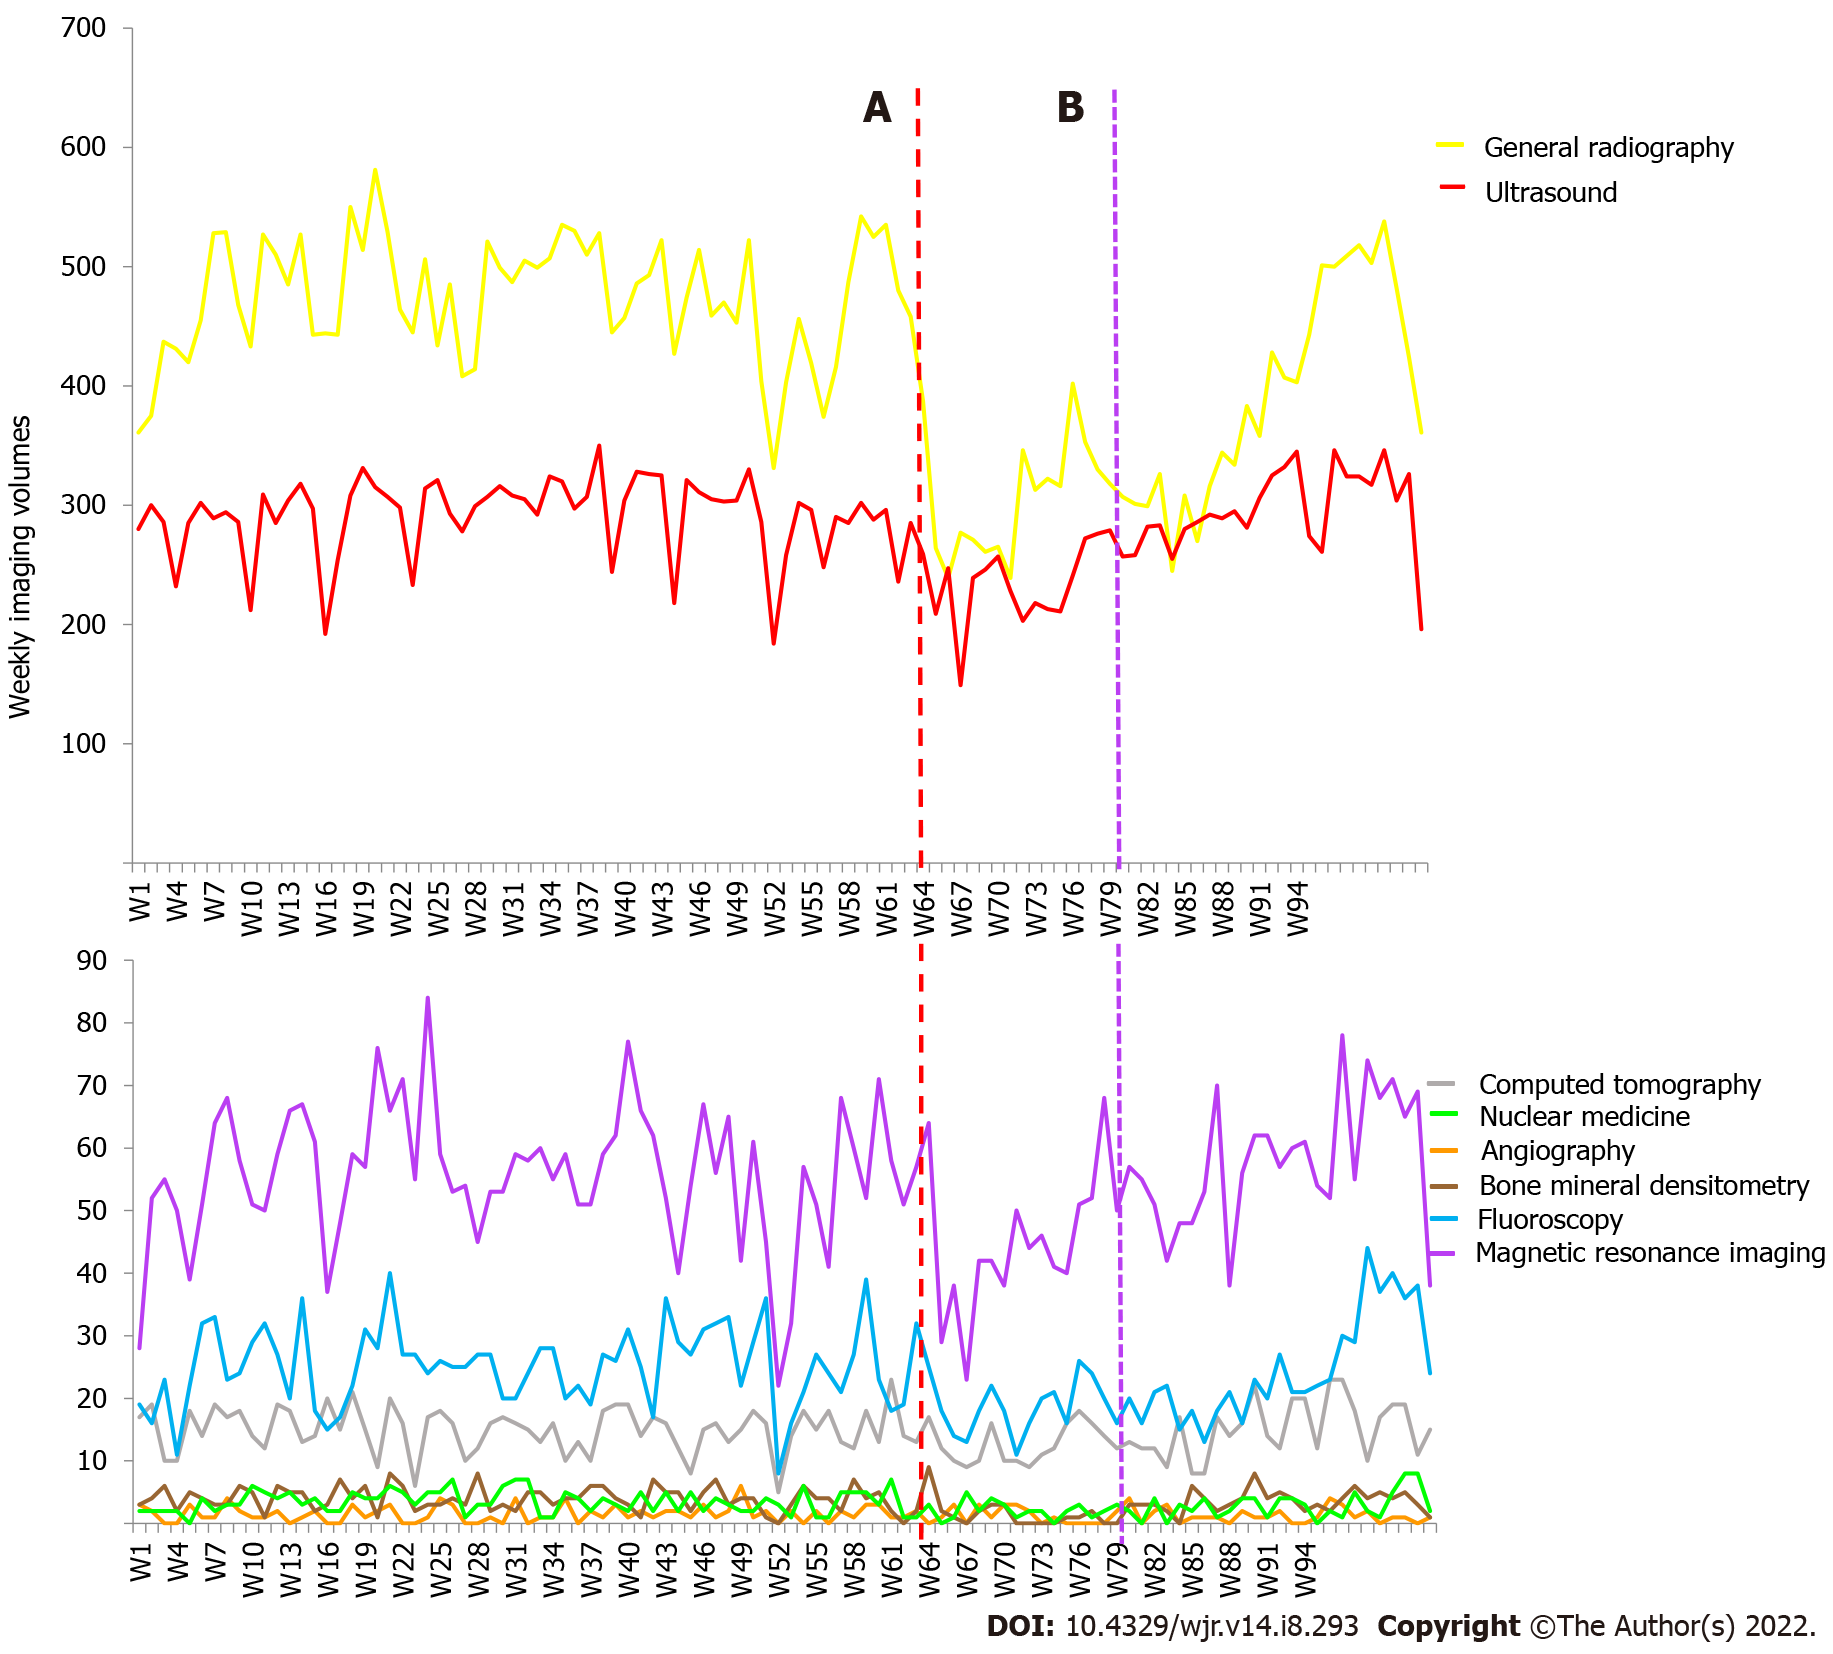 700
600
500
400
300
200
100
Weekly imaging volumes
A
B
General radiography
Ultrasound
W1 W4 W7 W10 W13 W16 W19 W22 W25 W28 W31 W34 W37 W40 W43 W46 W49 W52 W55 W58 W61 W64 W67 W70 W73 W76 W79 W82 W85 W88 W91 W94
90
80
70
60
50
40
30
20
10
Computed tomography
Nuclear medicine
Angiography
Bone mineral densitometry
Fluoroscopy
Magnetic resonance imaging
W1 W4 W7 W10 W13 W16 W19 W22 W25 W28 W31 W34 W37 W40 W43 W46 W49 W52 W55 W58 W61 W64 W67 W70 W73 W76 W79 W82 W85 W88 W91 W94
DOI: 10.4329/wjr.v14.i8.293 Copyright ©The Author(s) 2022.